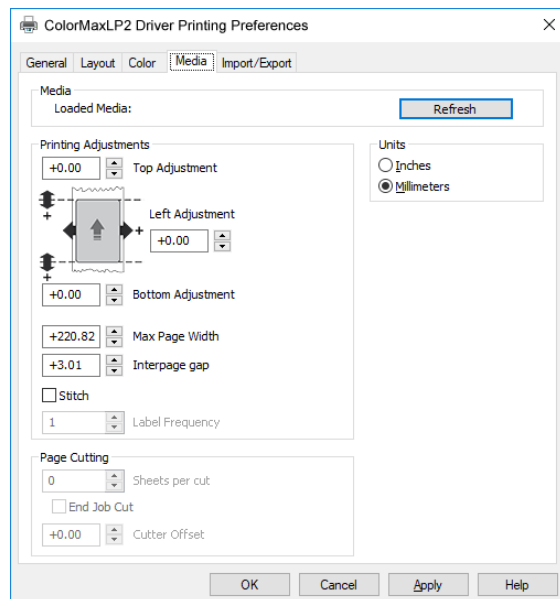 ColorMaxLP2 Driver Printing Preferences
General Layout Color Media Import/Export
Media
Loaded Media:
Refresh
Printing Adjustments
+0.00 Top Adjustment
+
Left Adjustment
+
+0.00
+
+0.00 Bottom Adjustment
+220.82 Max Page Width
+3.01 Interpage gap
Stitch
1 Label Frequency
Units
Inches
Millimeters
Page Cutting
0 Sheets per cut
End Job Cut
+0.00 Cutter Offset
OK Cancel Apply Help